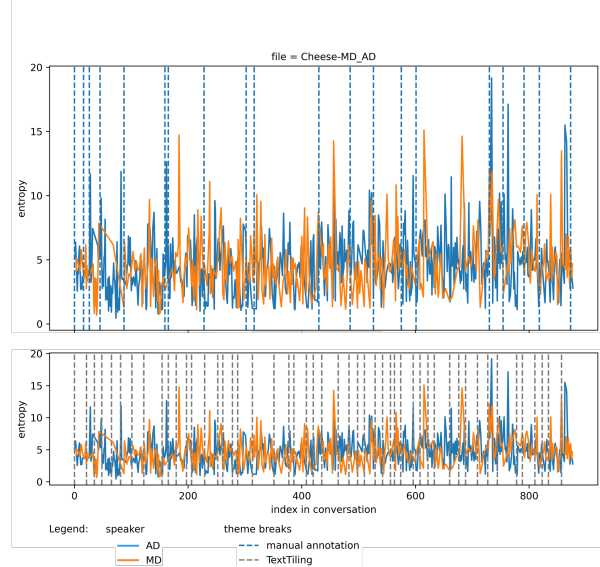 file = Cheese-MD_AD
20
15
10
5
0
entropy
20
15
10
5
0
entropy
0 200 400 600 800
index in conversation
Legend: speaker theme breaks
AD manual annotation
MD TextTiling